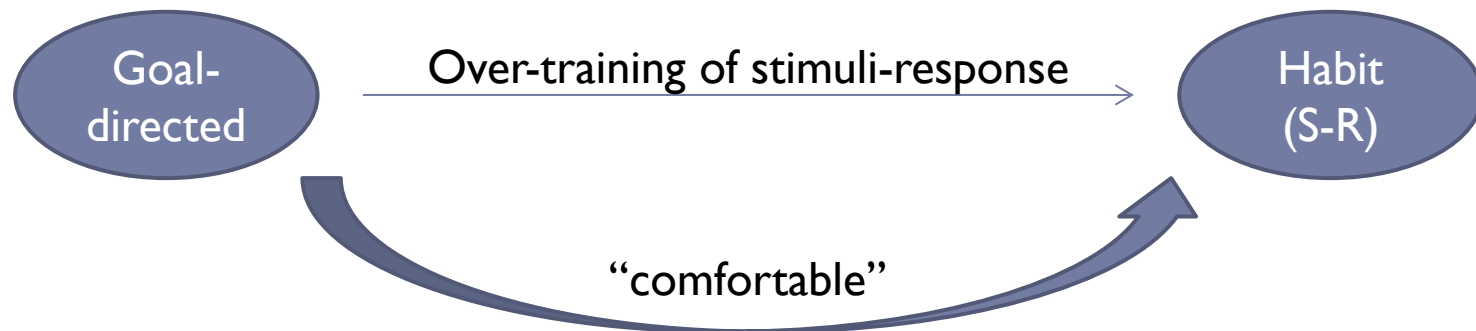 Goal-
directed
Over-training of stimuli-response
Habit
(S-R)
“comfortable”